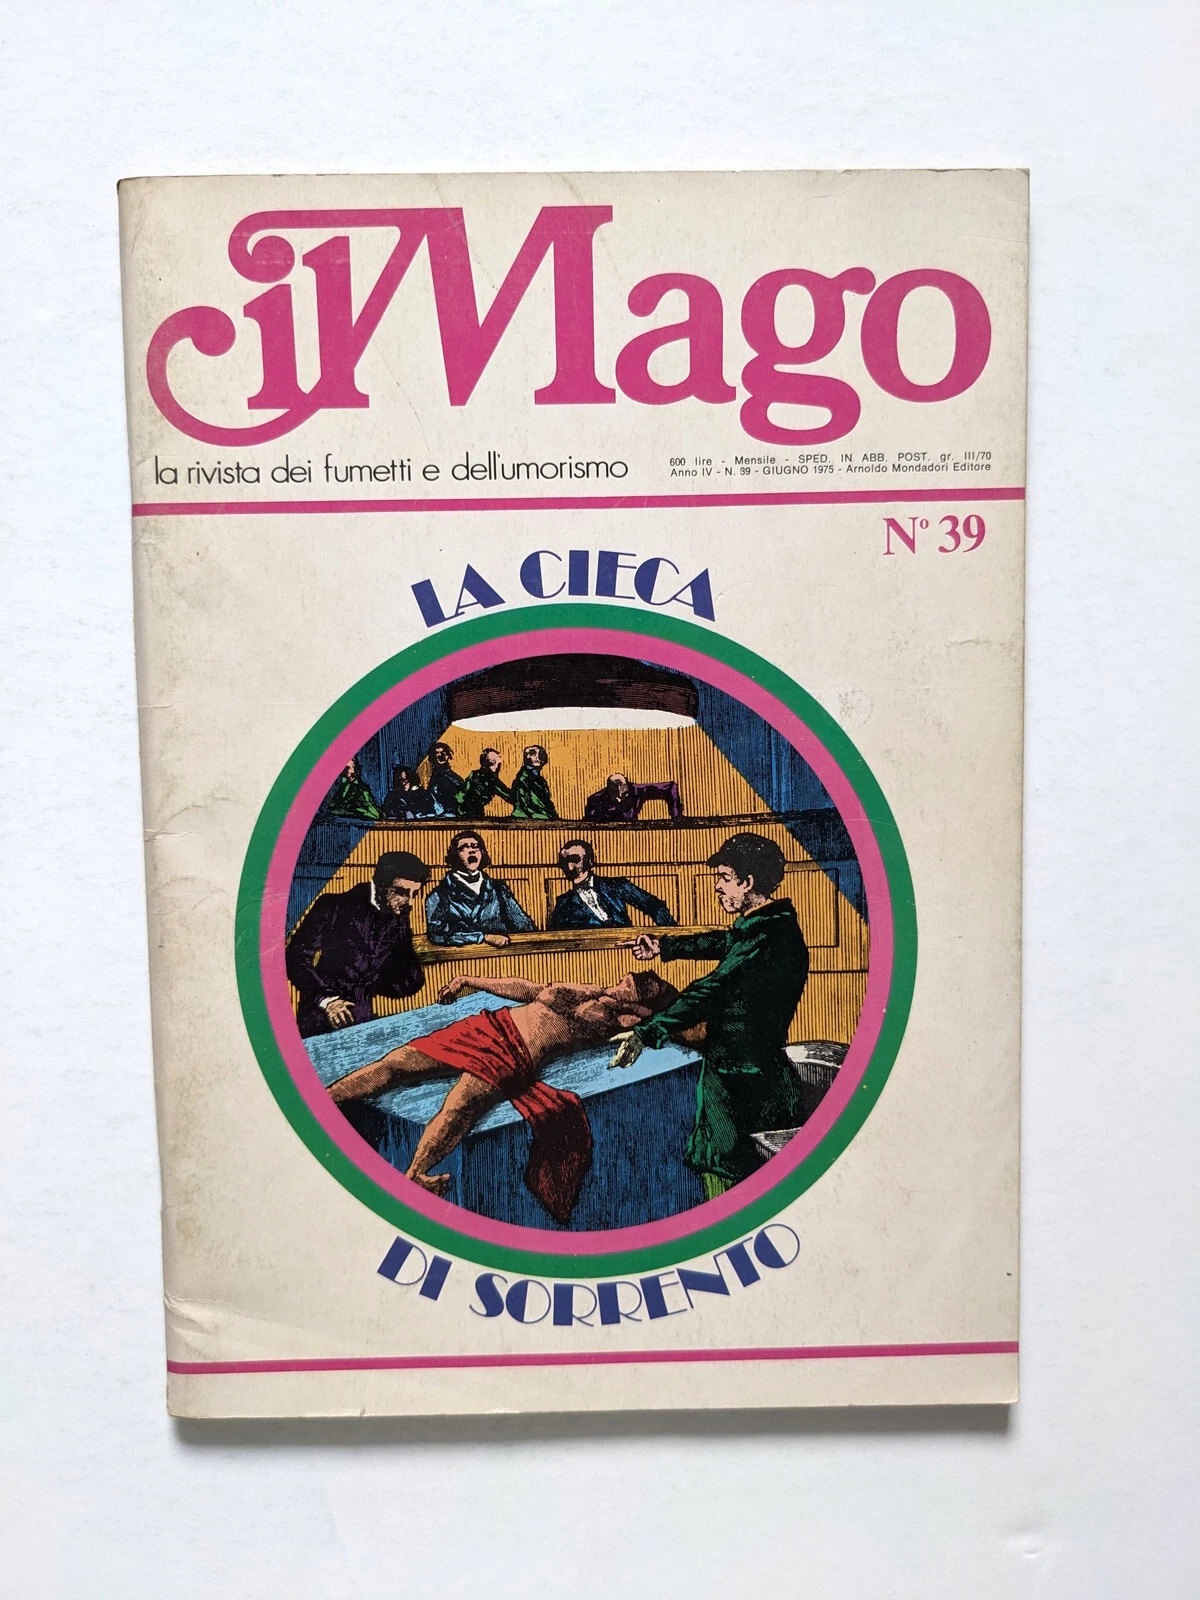 il Mago
la rivista dei fumetti e dell'umorismo
600 lire - Mensile - SPED. IN ABB. POST. gr. III/70
Anno IV - N. 39 - GIUGNO 1975 - Arnoldo Mondadori Editore
Nº 39
LA CIECA
DI SORRENTO